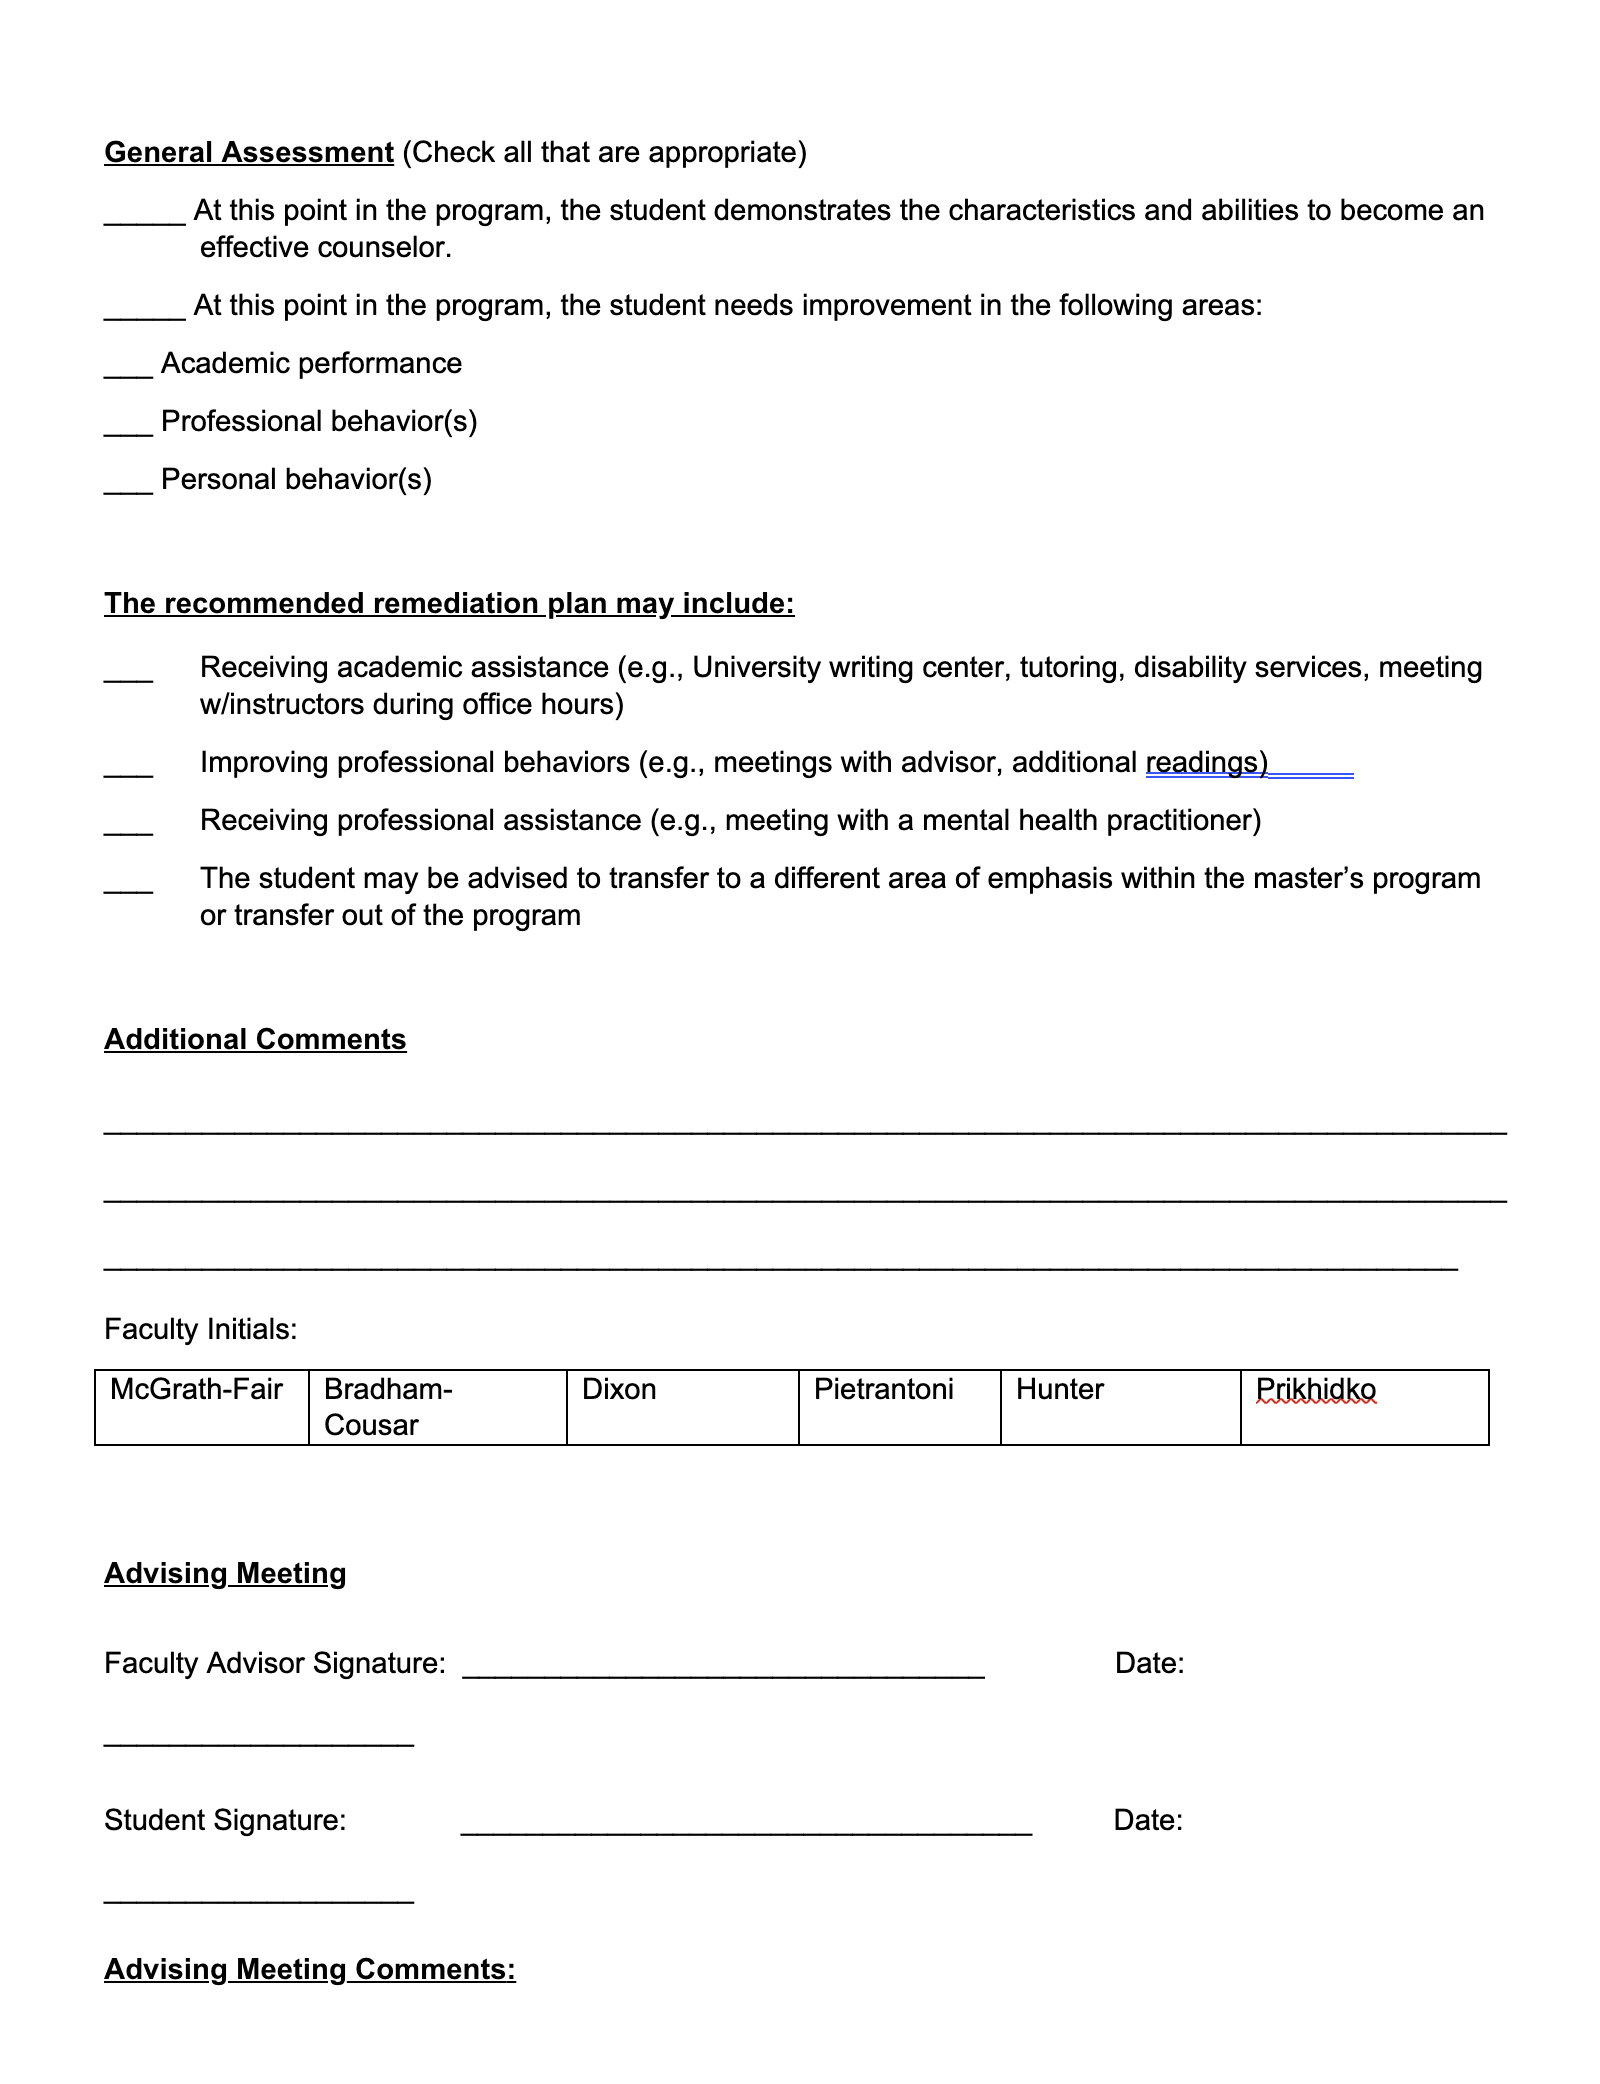 General Assessment (Check all that are appropriate)
_____ At this point in the program, the student demonstrates the characteristics and abilities to become an
effective counselor.
_____ At this point in the program, the student needs improvement in the following areas:
___ Academic performance
___ Professional behavior(s)
___ Personal behavior(s)
The recommended remediation plan may include:
___ Receiving academic assistance (e.g., University writing center, tutoring, disability services, meeting
w/instructors during office hours)
___ Improving professional behaviors (e.g., meetings with advisor, additional readings)
___ Receiving professional assistance (e.g., meeting with a mental health practitioner)
___ The student may be advised to transfer to a different area of emphasis within the master’s program
or transfer out of the program
Additional Comments
______________________________________________________________________________________
______________________________________________________________________________________
___________________________________________________________________________________
Faculty Initials:
McGrath-Fair Bradham- Dixon Pietrantoni Hunter Prikhidko
Cousar
Advising Meeting
Faculty Advisor Signature: ________________________________ Date:
___________________
Student Signature: ___________________________________ Date:
___________________
Advising Meeting Comments: